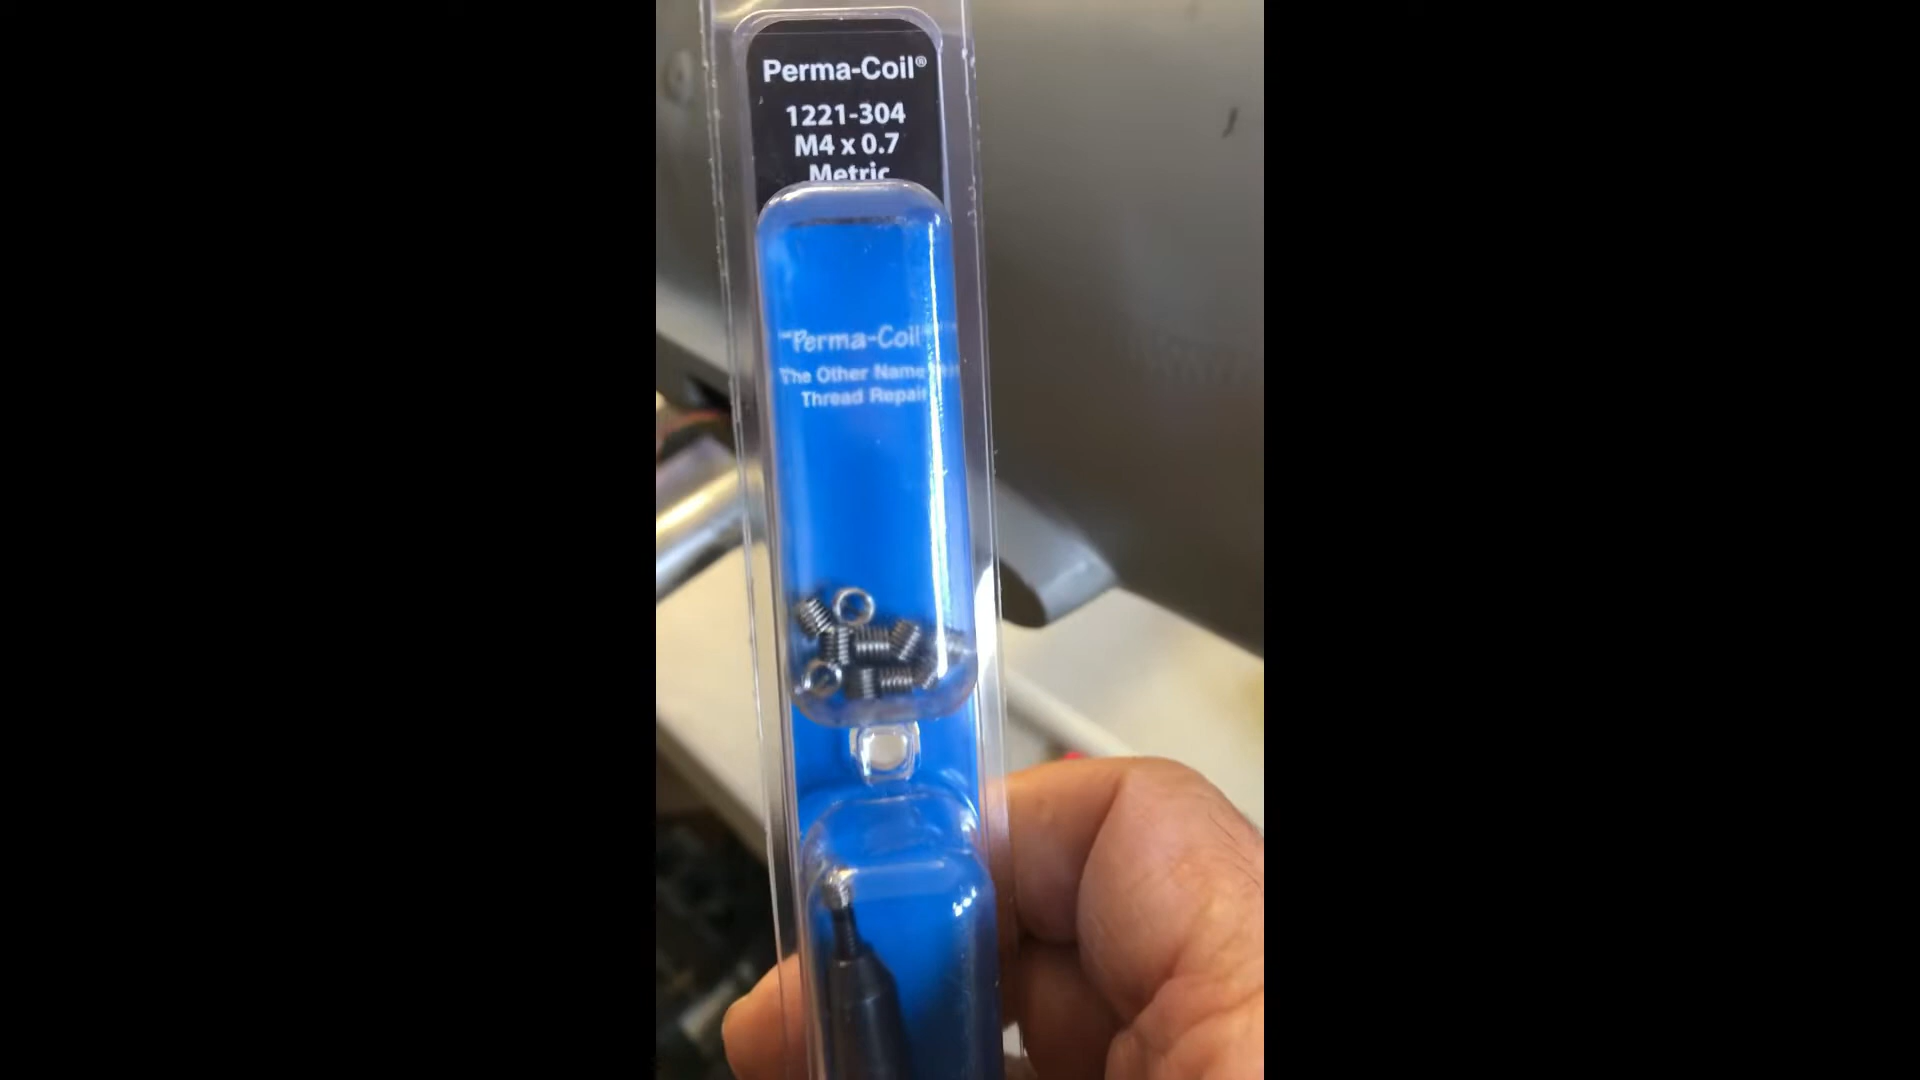 Perma-Coil®
1221-304
M4 x 0.7
Metric
Perma-Coil
The Other Name
Thread Repair